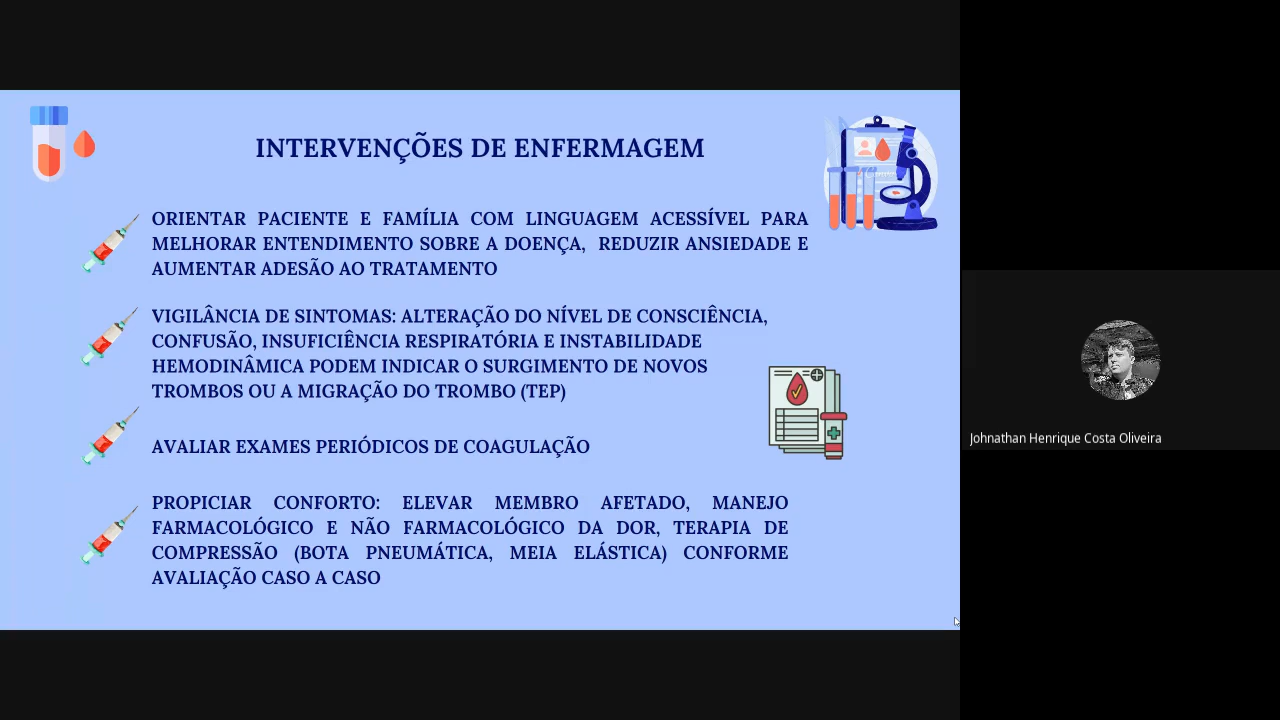 INTERVENÇÕES DE ENFERMAGEM
ORIENTAR PACIENTE E FAMÍLIA COM LINGUAGEM ACESSÍVEL PARA
MELHORAR ENTENDIMENTO SOBRE A DOENÇA, REDUZIR ANSIEDADE E
AUMENTAR ADESÃO AO TRATAMENTO
VIGILÂNCIA DE SINTOMAS: ALTERAÇÃO DO NÍVEL DE CONSCIÊNCIA,
CONFUSÃO, INSUFICIÊNCIA RESPIRATÓRIA E INSTABILIDADE
HEMODINÂMICA PODEM INDICAR O SURGIMENTO DE NOVOS
TROMBOS OU A MIGRAÇÃO DO TROMBO (TEP)
AVALIAR EXAMES PERIÓDICOS DE COAGULAÇÃO
PROPICIAR CONFORTO: ELEVAR MEMBRO AFETADO, MANEJO
FARMACOLÓGICO E NÃO FARMACOLÓGICO DA DOR, TERAPIA DE
COMPRESSÃO (BOTA PNEUMÁTICA, MEIA ELÁSTICA) CONFORME
AVALIAÇÃO CASO A CASO
Johnathan Henrique Costa Oliveira